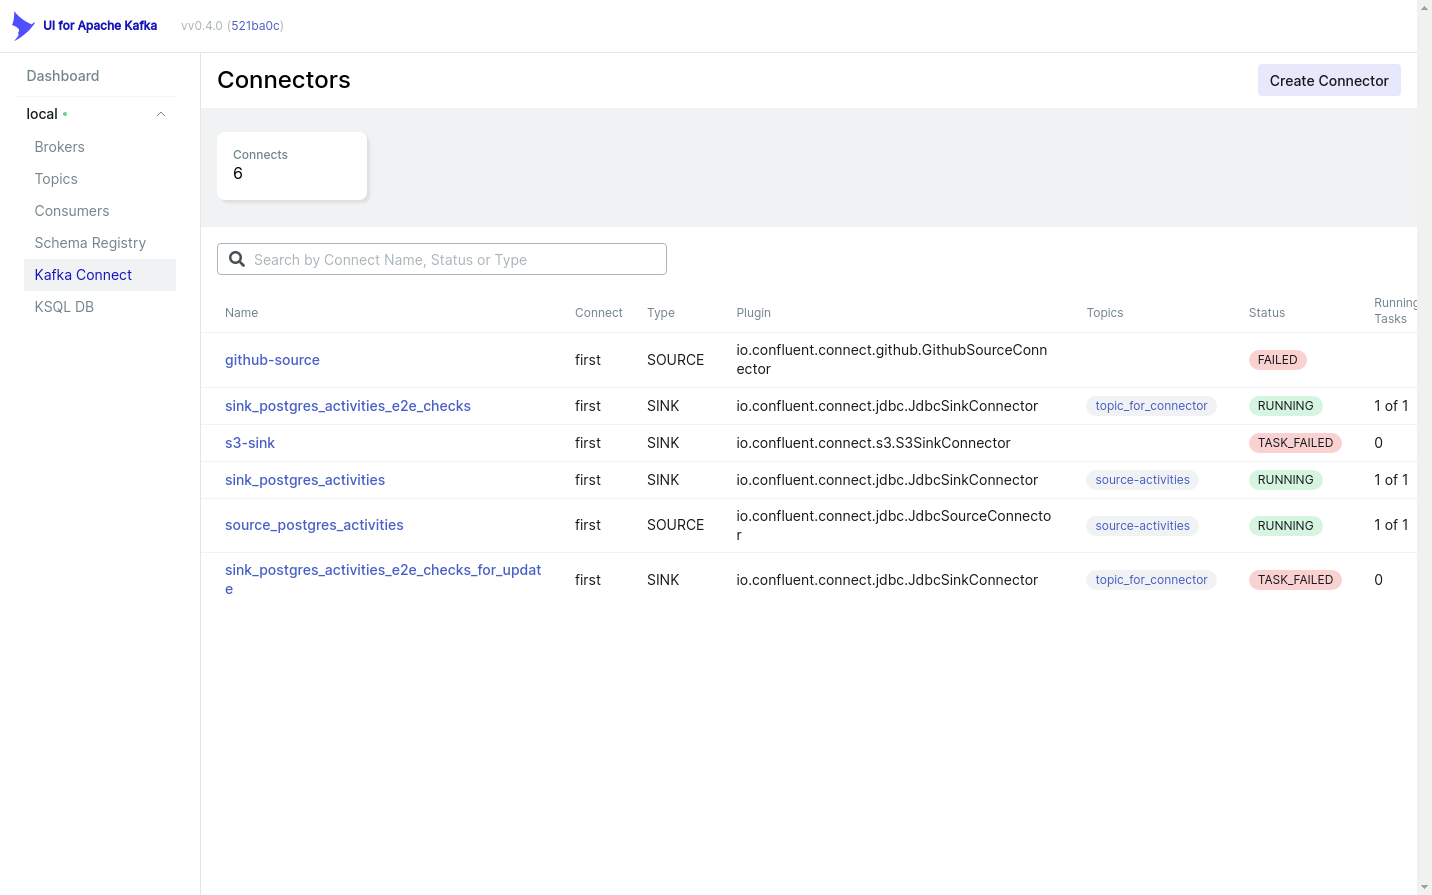 UI for Apache Kafka vv0.4.0 (521ba0c)
Dashboard
local
Brokers
Topics
Consumers
Schema Registry
Kafka Connect
KSQL DB
Connectors
Create Connector
Connects
6
Search by Connect Name, Status or Type
Name Connect Type Plugin Topics Status Running
Tasks
github-source first SOURCE io.confluent.connect.github.GithubSourceConn
ector FAILED
sink_postgres_activities_e2e_checks first SINK io.confluent.connect.jdbc.JdbcSinkConnector topic_for_connector RUNNING 1 of 1
s3-sink first SINK io.confluent.connect.s3.S3SinkConnector TASK_FAILED 0
sink_postgres_activities first SINK io.confluent.connect.jdbc.JdbcSinkConnector source-activities RUNNING 1 of 1
source_postgres_activities first SOURCE io.confluent.connect.jdbc.JdbcSourceConnecto
r source-activities RUNNING 1 of 1
sink_postgres_activities_e2e_checks_for_updat
e first SINK io.confluent.connect.jdbc.JdbcSinkConnector topic_for_connector TASK_FAILED 0